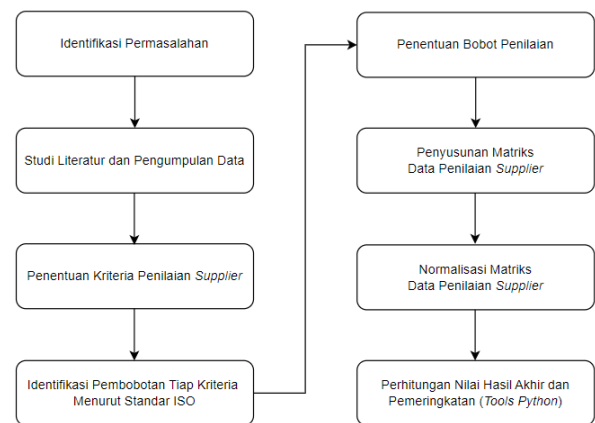 Identifikasi Permasalahan
Studi Literatur dan Pengumpulan Data
Penentuan Kriteria Penilaian Supplier
Identifikasi Pembobotan Tiap Kriteria
Menurut Standar ISO
Penentuan Bobot Penilaian
Penyusunan Matriks
Data Penilaian Supplier
Normalisasi Matriks
Data Penilaian Supplier
Perhitungan Nilai Hasil Akhir dan
Pemeringkatan (Tools Python)